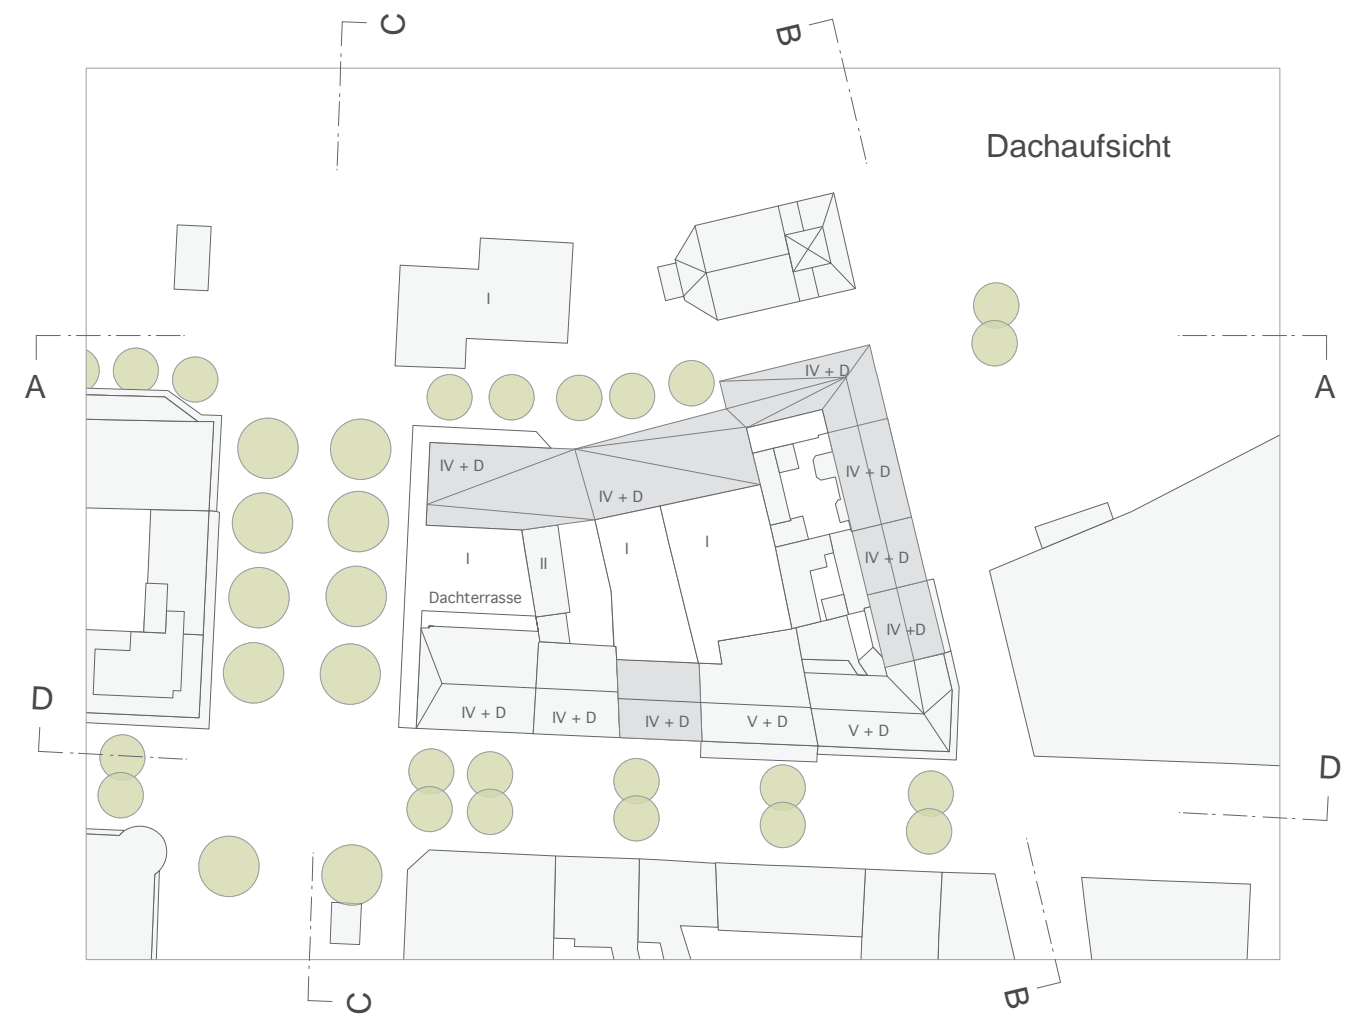 C
B
Dachaufsicht
I
A
A
IV + D
IV + D
IV + D
IV + D
I
I
I
II
IV + D
Dachterrasse
IV +D
D
IV + D
IV + D
IV + D
V + D
V + D
D
C
B